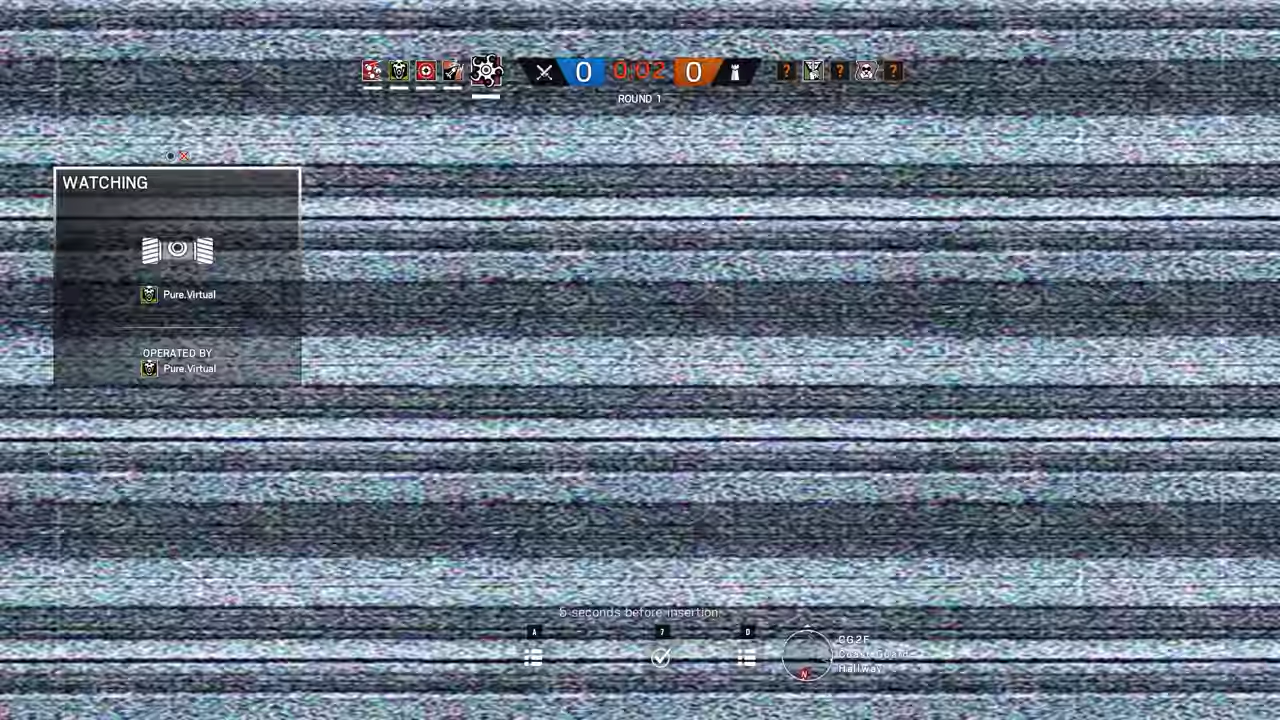 0 0:02 0
? ? ?
ROUND 1
WATCHING
Pure.Virtual
OPERATED BY
Pure.Virtual
5 seconds before insertion
A 7 D
CG2F
Coast Guard
Hallway
N